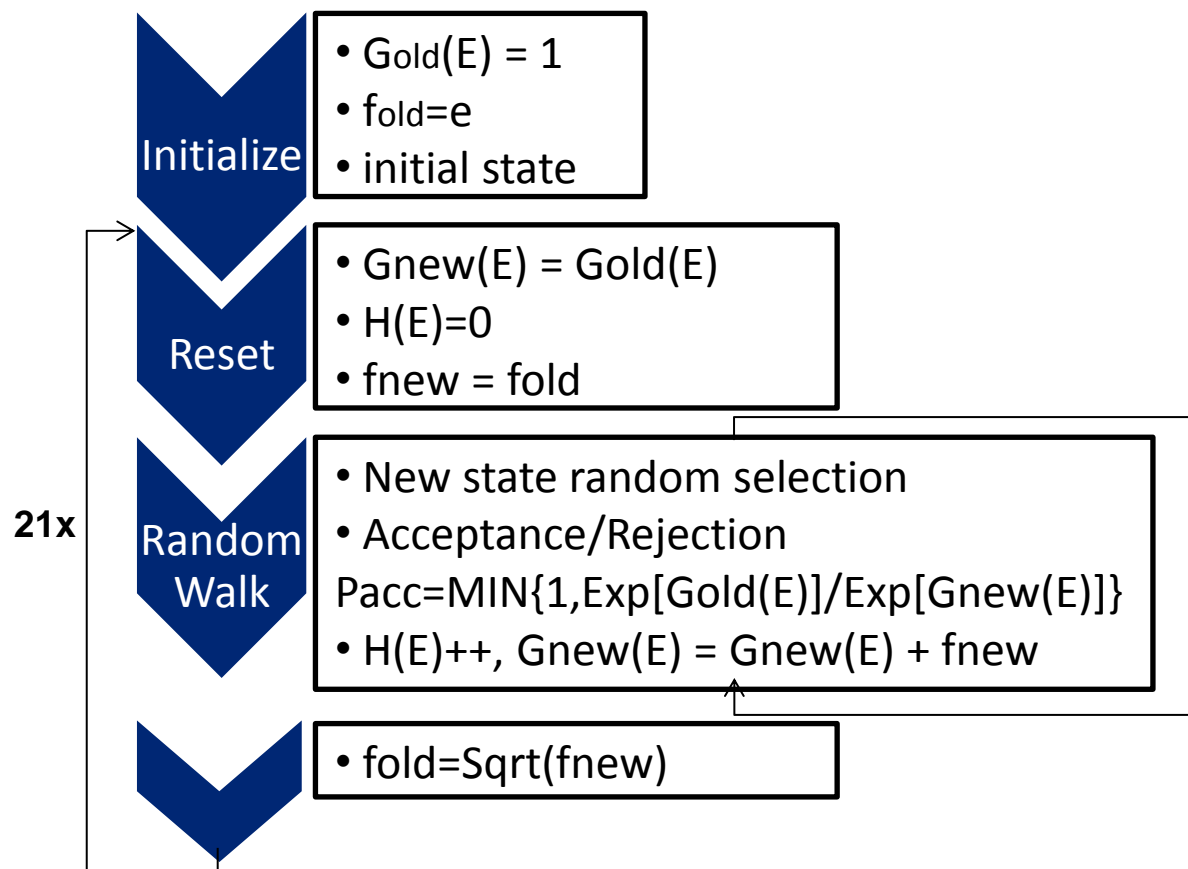 Initialize
• Gold(E) = 1
• fold=e
• initial state
Reset
• Gnew(E) = Gold(E)
• H(E)=0
• fnew = fold
21x
Random
Walk
• New state random selection
• Acceptance/Rejection
Pacc=MIN{1,Exp[Gold(E)]/Exp[Gnew(E)]}
• H(E)++, Gnew(E) = Gnew(E) + fnew
• fold=Sqrt(fnew)